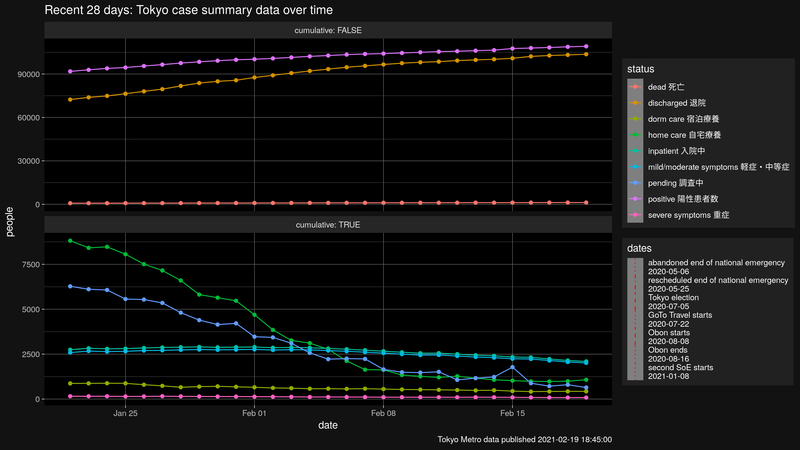 Recent 28 days: Tokyo case summary data over time
cumulative: FALSE
90000
60000
30000
0
cumulative: TRUE
7500
5000
2500
0
people
Jan 25
Feb 01
Feb 08
Feb 15
date
Tokyo Metro data published 2021-02-19 18:45:00
status
dead 死亡
discharged 退院
dorm care 宿泊療養
home care 自宅療養
inpatient 入院中
mild/moderate symptoms 軽症・中等症
pending 調査中
positive 陽性患者数
severe symptoms 重症
dates
abandoned end of national emergency
2020-05-06
rescheduled end of national emergency
2020-05-25
Tokyo election
2020-07-05
GoTo Travel starts
2020-07-22
Obon starts
2020-08-08
Obon ends
2020-08-16
second SoE starts
2021-01-08